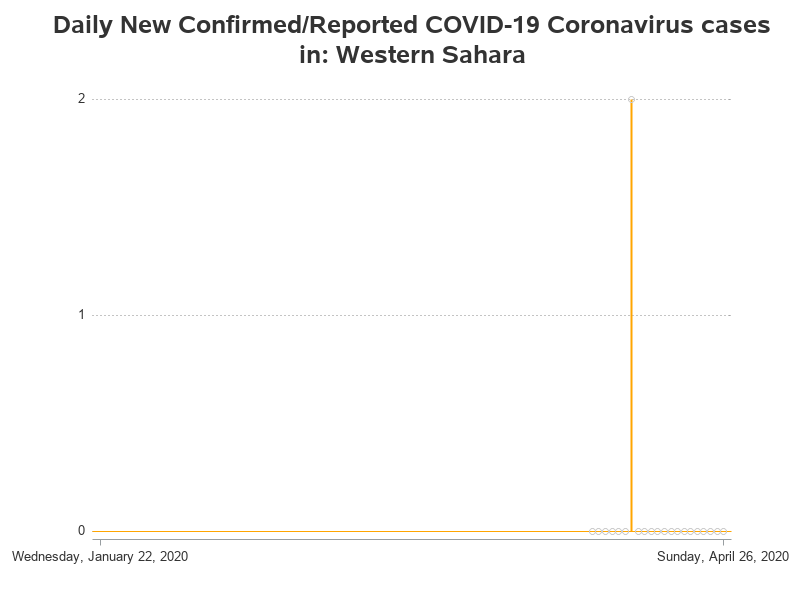 Daily New Confirmed/Reported COVID-19 Coronavirus cases
in: Western Sahara
2
1
0
Wednesday, January 22, 2020
Sunday, April 26, 2020